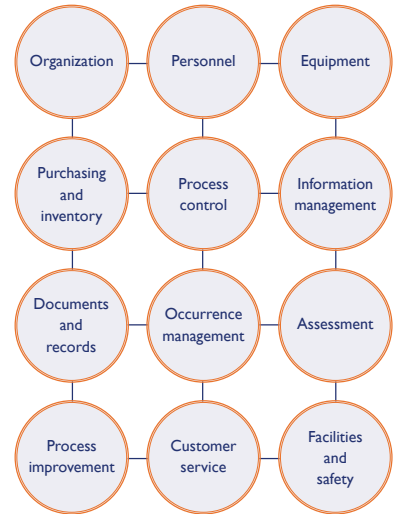 Organization
Personnel
Equipment
Purchasing
and
inventory
Process
control
Information
management
Documents
and
records
Occurrence
management
Assessment
Process
improvement
Customer
service
Facilities
and
safety